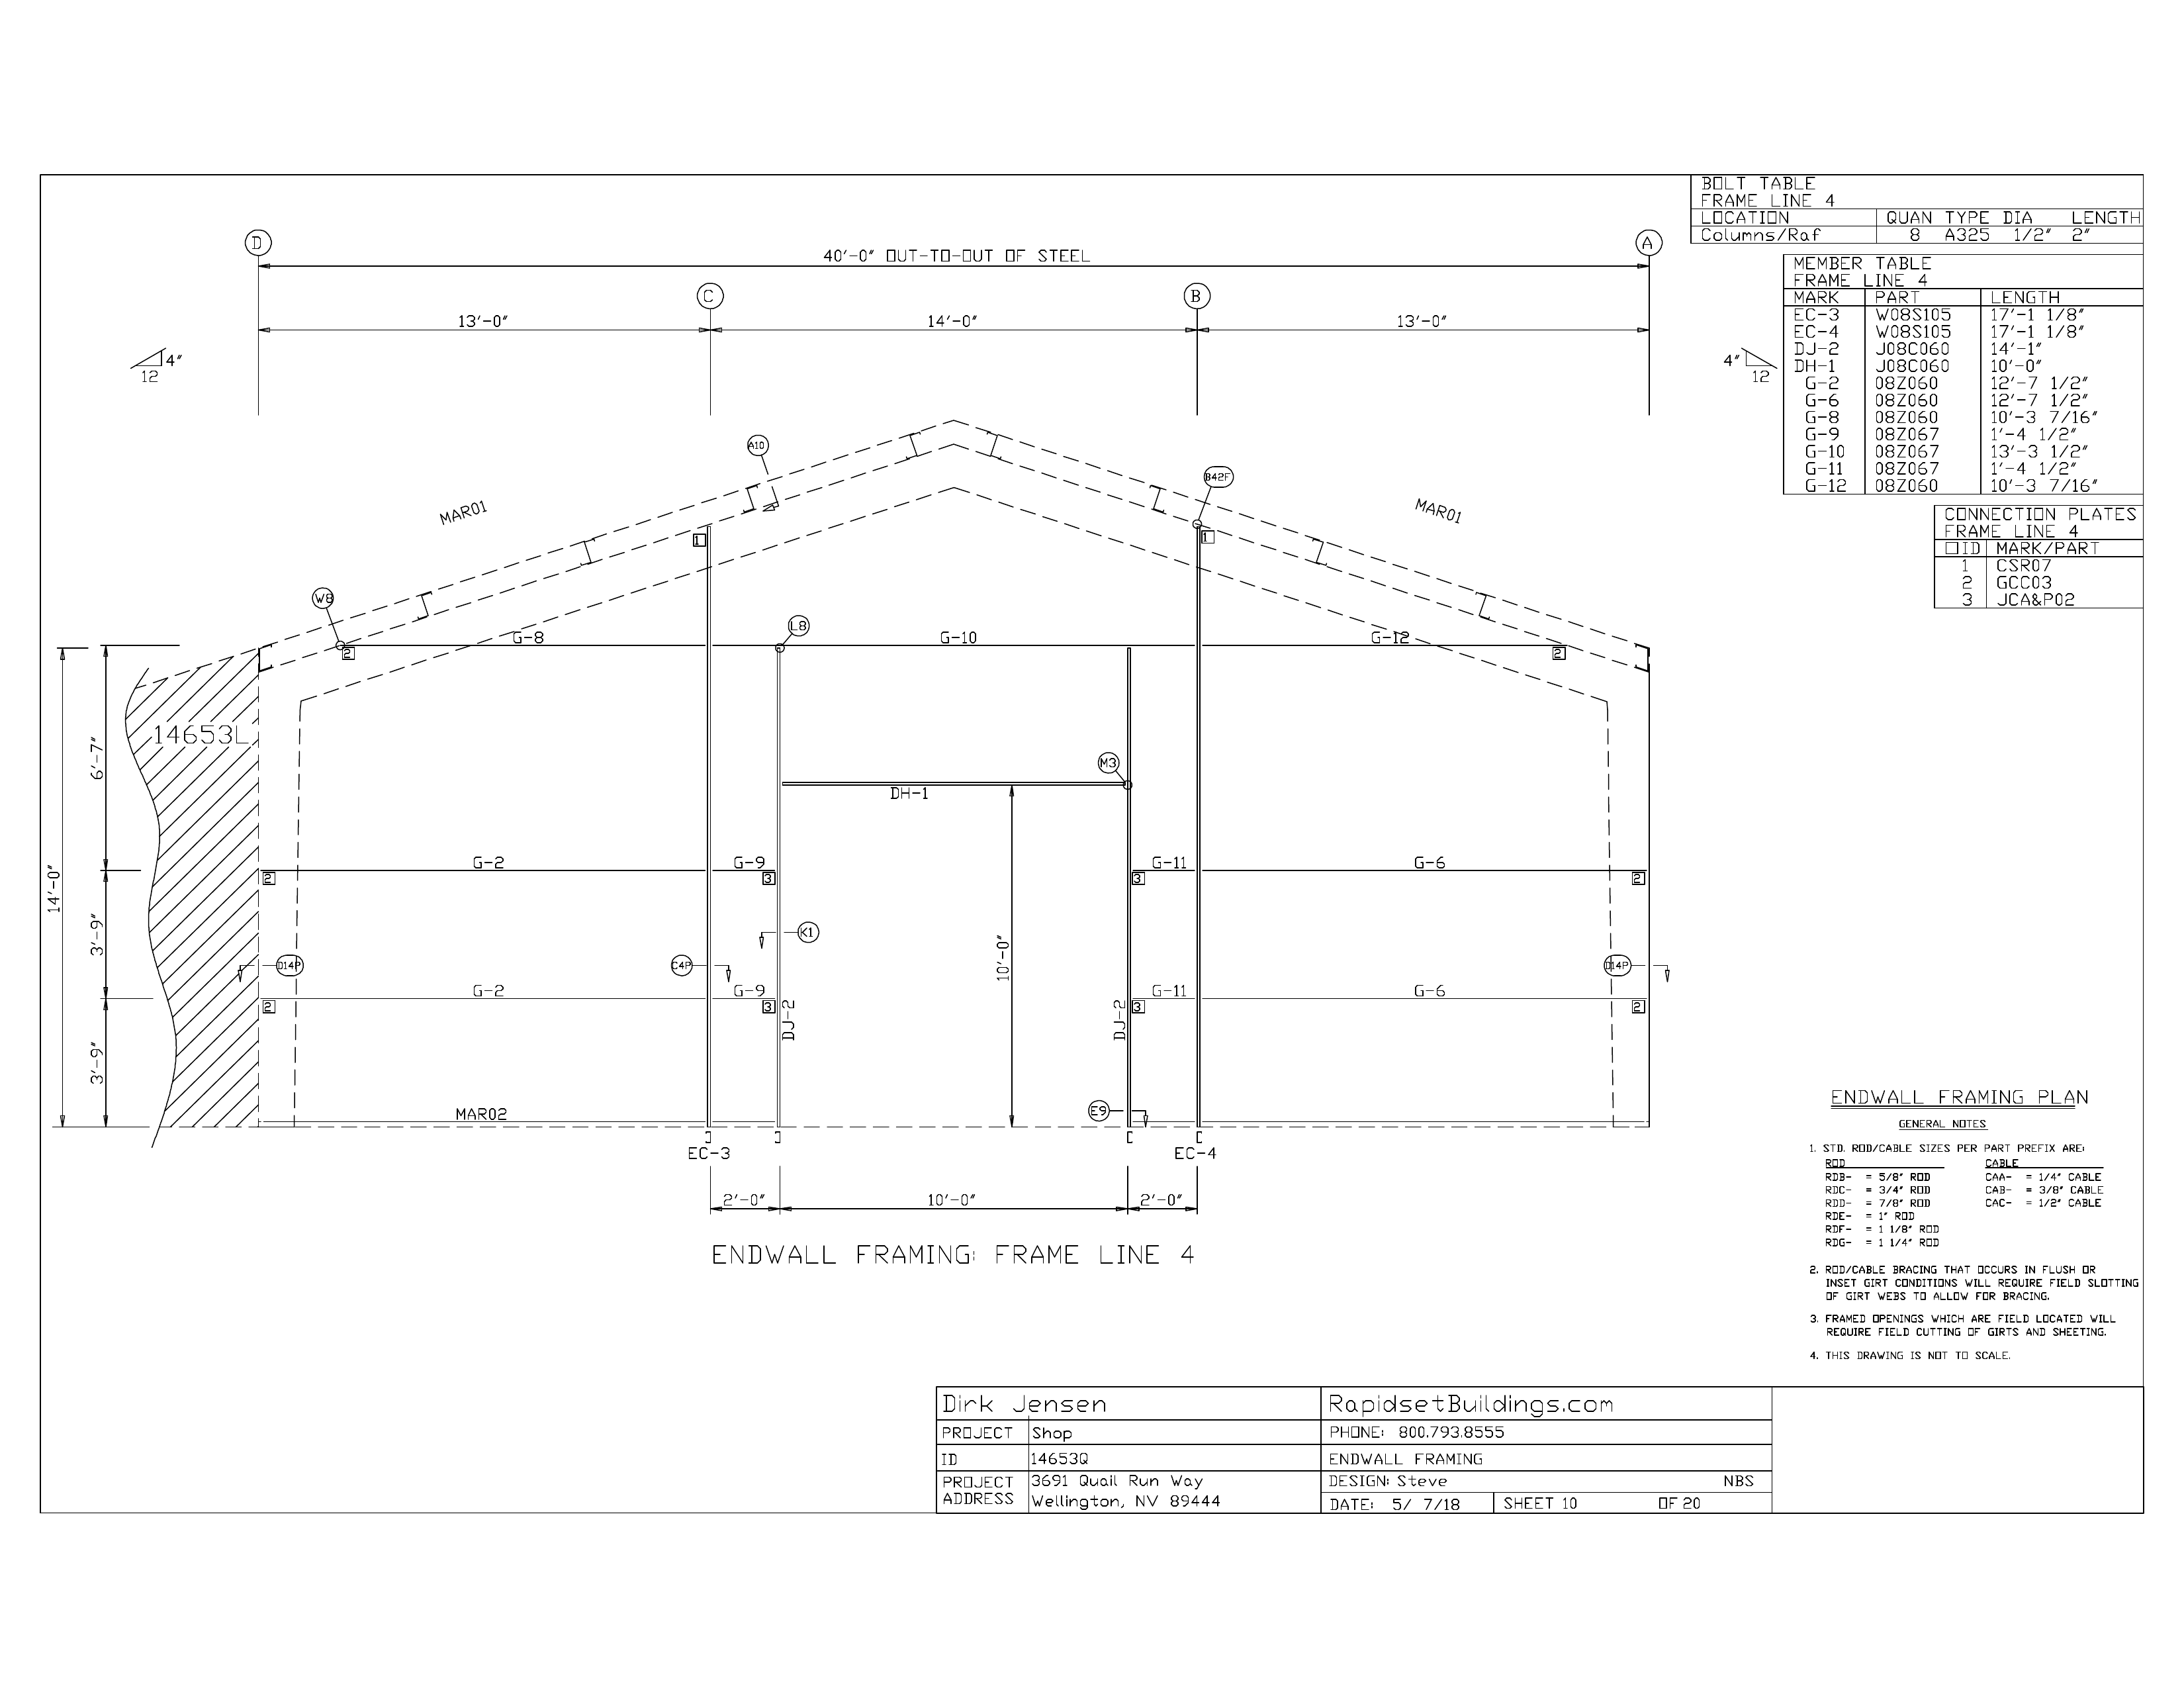 BOLT TABLE
FRAME LINE 4
LOCATION QUAN TYPE DIA LENGTH
Columns/Raf 8 A325 1/2" 2"
D A
40'-0" OUT-TO-OUT OF STEEL
MEMBER TABLE
FRAME LINE 4
MARK PART LENGTH
EC-3 W08S105 17'-1 1/8"
EC-4 W08S105 17'-1 1/8"
DJ-2 J08C060 14'-1"
DH-1 J08C060 10'-0"
G-2 08Z060 12'-7 1/2"
G-6 08Z060 12'-7 1/2"
G-8 08Z060 10'-3 7/16"
G-9 08Z067 1'-4 1/2"
G-10 08Z067 13'-3 1/2"
G-11 08Z067 1'-4 1/2"
G-12 08Z060 10'-3 7/16"
CONNECTION PLATES
FRAME LINE 4
□ID MARK/PART
1 CSR07
2 GCC03
3 JCA&P02
C B
13'-0" 14'-0" 13'-0"
4" 4"
12 12
A10
B42F
MAR01 MAR01
1 1
W8
L8
G-8 G-10 G-12
2 2
14653L
6'-7"
M3
DH-1
G-2 G-9 G-11 G-6
2 3 3 2
14'-0"
3'-9"
K1
10'-0"
D14P C4P D14P
G-2 G-9 G-11 G-6
2 3 3 2
DJ-2 DJ-2
3'-9"
MAR02
E9
EC-3 EC-4
2'-0" 10'-0" 2'-0"
ENDWALL FRAMING: FRAME LINE 4
ENDWALL FRAMING PLAN
GENERAL NOTES
1. STD. ROD/CABLE SIZES PER PART PREFIX ARE:
ROD CABLE
RDB- = 5/8" ROD CAA- = 1/4" CABLE
RDC- = 3/4" ROD CAB- = 3/8" CABLE
RDD- = 7/8" ROD CAC- = 1/2" CABLE
RDE- = 1" ROD
RDF- = 1 1/8" ROD
RDG- = 1 1/4" ROD
2. ROD/CABLE BRACING THAT OCCURS IN FLUSH OR
INSET GIRT CONDITIONS WILL REQUIRE FIELD SLOTTING
OF GIRT WEBS TO ALLOW FOR BRACING.
3. FRAMED OPENINGS WHICH ARE FIELD LOCATED WILL
REQUIRE FIELD CUTTING OF GIRTS AND SHEETING.
4. THIS DRAWING IS NOT TO SCALE.
Dirk Jensen RapidsetBuildings.com
PROJECT Shop PHONE: 800.793.8555
ID 14653Q ENDWALL FRAMING
PROJECT 3691 Quail Run Way DESIGN: Steve NBS
ADDRESS Wellington, NV 89444 DATE: 5/ 7/18 SHEET 10 OF 20